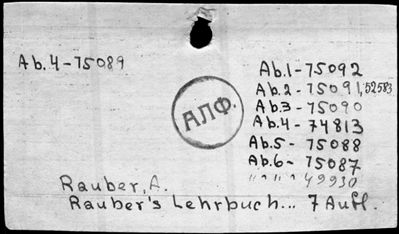 Ab.4-75089
Ab.1-75092
Ab.2-75091,52583
Ab.3-75090
Ab.4-74813
Ab.5-75088
Ab.6-75087
" " " 49930
АЛФ.
Rauber, A.
Rauber's Lehrbuch... 7 Aufl.